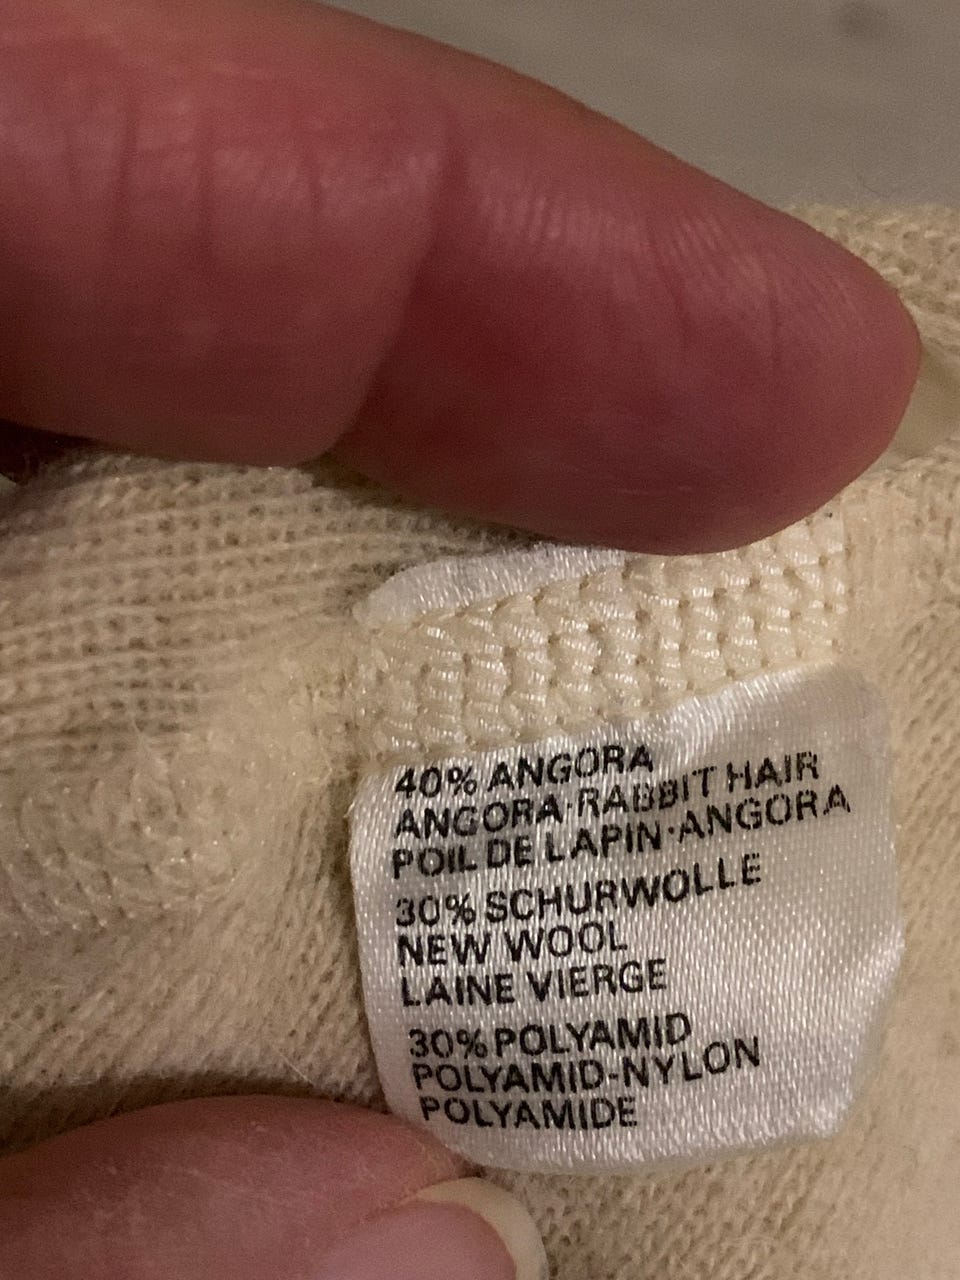 40% ANGORA
ANGORA·RABBIT HAIR
POIL DE LAPIN·ANGORA
30% SCHURWOLLE
NEW WOOL
LAINE VIERGE
30% POLYAMID
POLYAMID-NYLON
POLYAMIDE